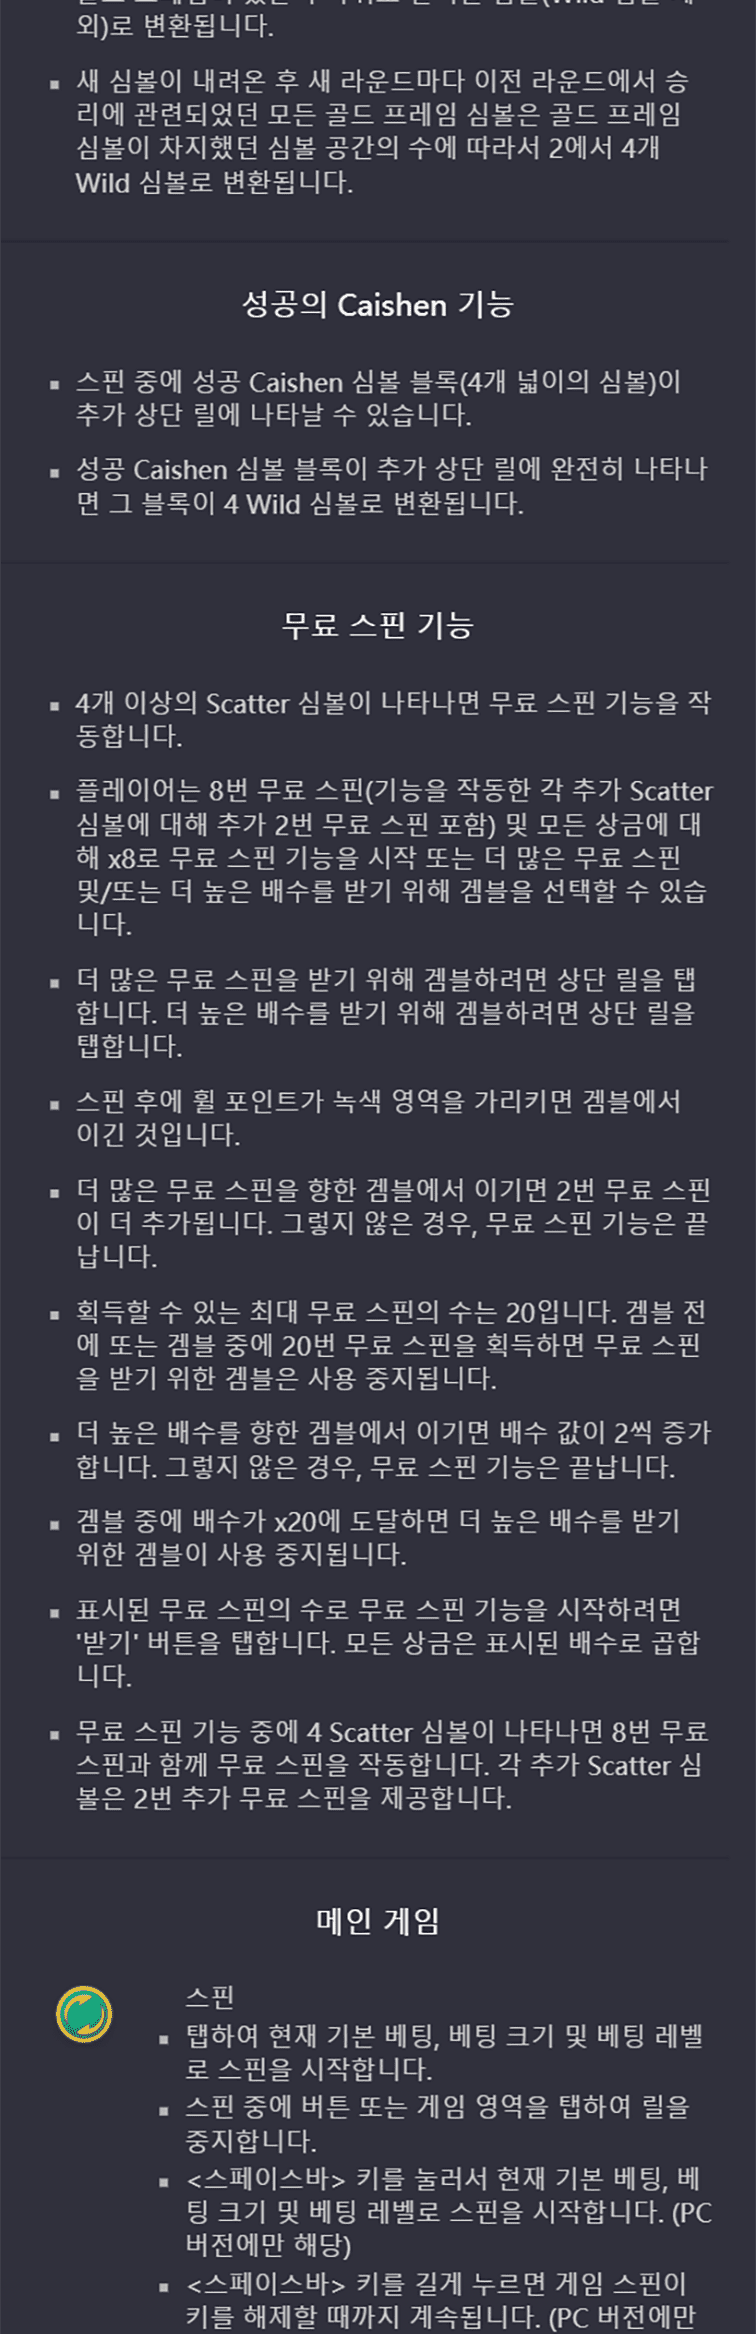 외)로 변환됩니다.
새 심볼이 내려온 후 새 라운드마다 이전 라운드에서 승
리에 관련되었던 모든 골드 프레임 심볼은 골드 프레임
심볼이 차지했던 심볼 공간의 수에 따라서 2에서 4개
Wild 심볼로 변환됩니다.
성공의 Caishen 기능
스핀 중에 성공 Caishen 심볼 블록(4개 넓이의 심볼)이
추가 상단 릴에 나타날 수 있습니다.
성공 Caishen 심볼 블록이 추가 상단 릴에 완전히 나타나
면 그 블록이 4 Wild 심볼로 변환됩니다.
무료 스핀 기능
4개 이상의 Scatter 심볼이 나타나면 무료 스핀 기능을 작
동합니다.
플레이어는 8번 무료 스핀(기능을 작동한 각 추가 Scatter
심볼에 대해 추가 2번 무료 스핀 포함) 및 모든 상금에 대
해 x8로 무료 스핀 기능을 시작 또는 더 많은 무료 스핀
및/또는 더 높은 배수를 받기 위해 겜블을 선택할 수 있습
니다.
더 많은 무료 스핀을 받기 위해 겜블하려면 상단 릴을 탭
합니다. 더 높은 배수를 받기 위해 겜블하려면 상단 릴을
탭합니다.
스핀 후에 휠 포인트가 녹색 영역을 가리키면 겜블에서
이긴 것입니다.
더 많은 무료 스핀을 향한 겜블에서 이기면 2번 무료 스핀
이 더 추가됩니다. 그렇지 않은 경우, 무료 스핀 기능은 끝
납니다.
획득할 수 있는 최대 무료 스핀의 수는 20입니다. 겜블 전
에 또는 겜블 중에 20번 무료 스핀을 획득하면 무료 스핀
을 받기 위한 겜블은 사용 중지됩니다.
더 높은 배수를 향한 겜블에서 이기면 배수 값이 2씩 증가
합니다. 그렇지 않은 경우, 무료 스핀 기능은 끝납니다.
겜블 중에 배수가 x20에 도달하면 더 높은 배수를 받기
위한 겜블이 사용 중지됩니다.
표시된 무료 스핀의 수로 무료 스핀 기능을 시작하려면
'받기' 버튼을 탭합니다. 모든 상금은 표시된 배수로 곱합
니다.
무료 스핀 기능 중에 4 Scatter 심볼이 나타나면 8번 무료
스핀과 함께 무료 스핀을 작동합니다. 각 추가 Scatter 심
볼은 2번 추가 무료 스핀을 제공합니다.
메인 게임
스핀
탭하여 현재 기본 베팅, 베팅 크기 및 베팅 레벨
로 스핀을 시작합니다.
스핀 중에 버튼 또는 게임 영역을 탭하여 릴을
중지합니다.
<스페이스바> 키를 눌러서 현재 기본 베팅, 베
팅 크기 및 베팅 레벨로 스핀을 시작합니다. (PC
버전에만 해당)
<스페이스바> 키를 길게 누르면 게임 스핀이
키를 해제할 때까지 계속됩니다. (PC 버전에만